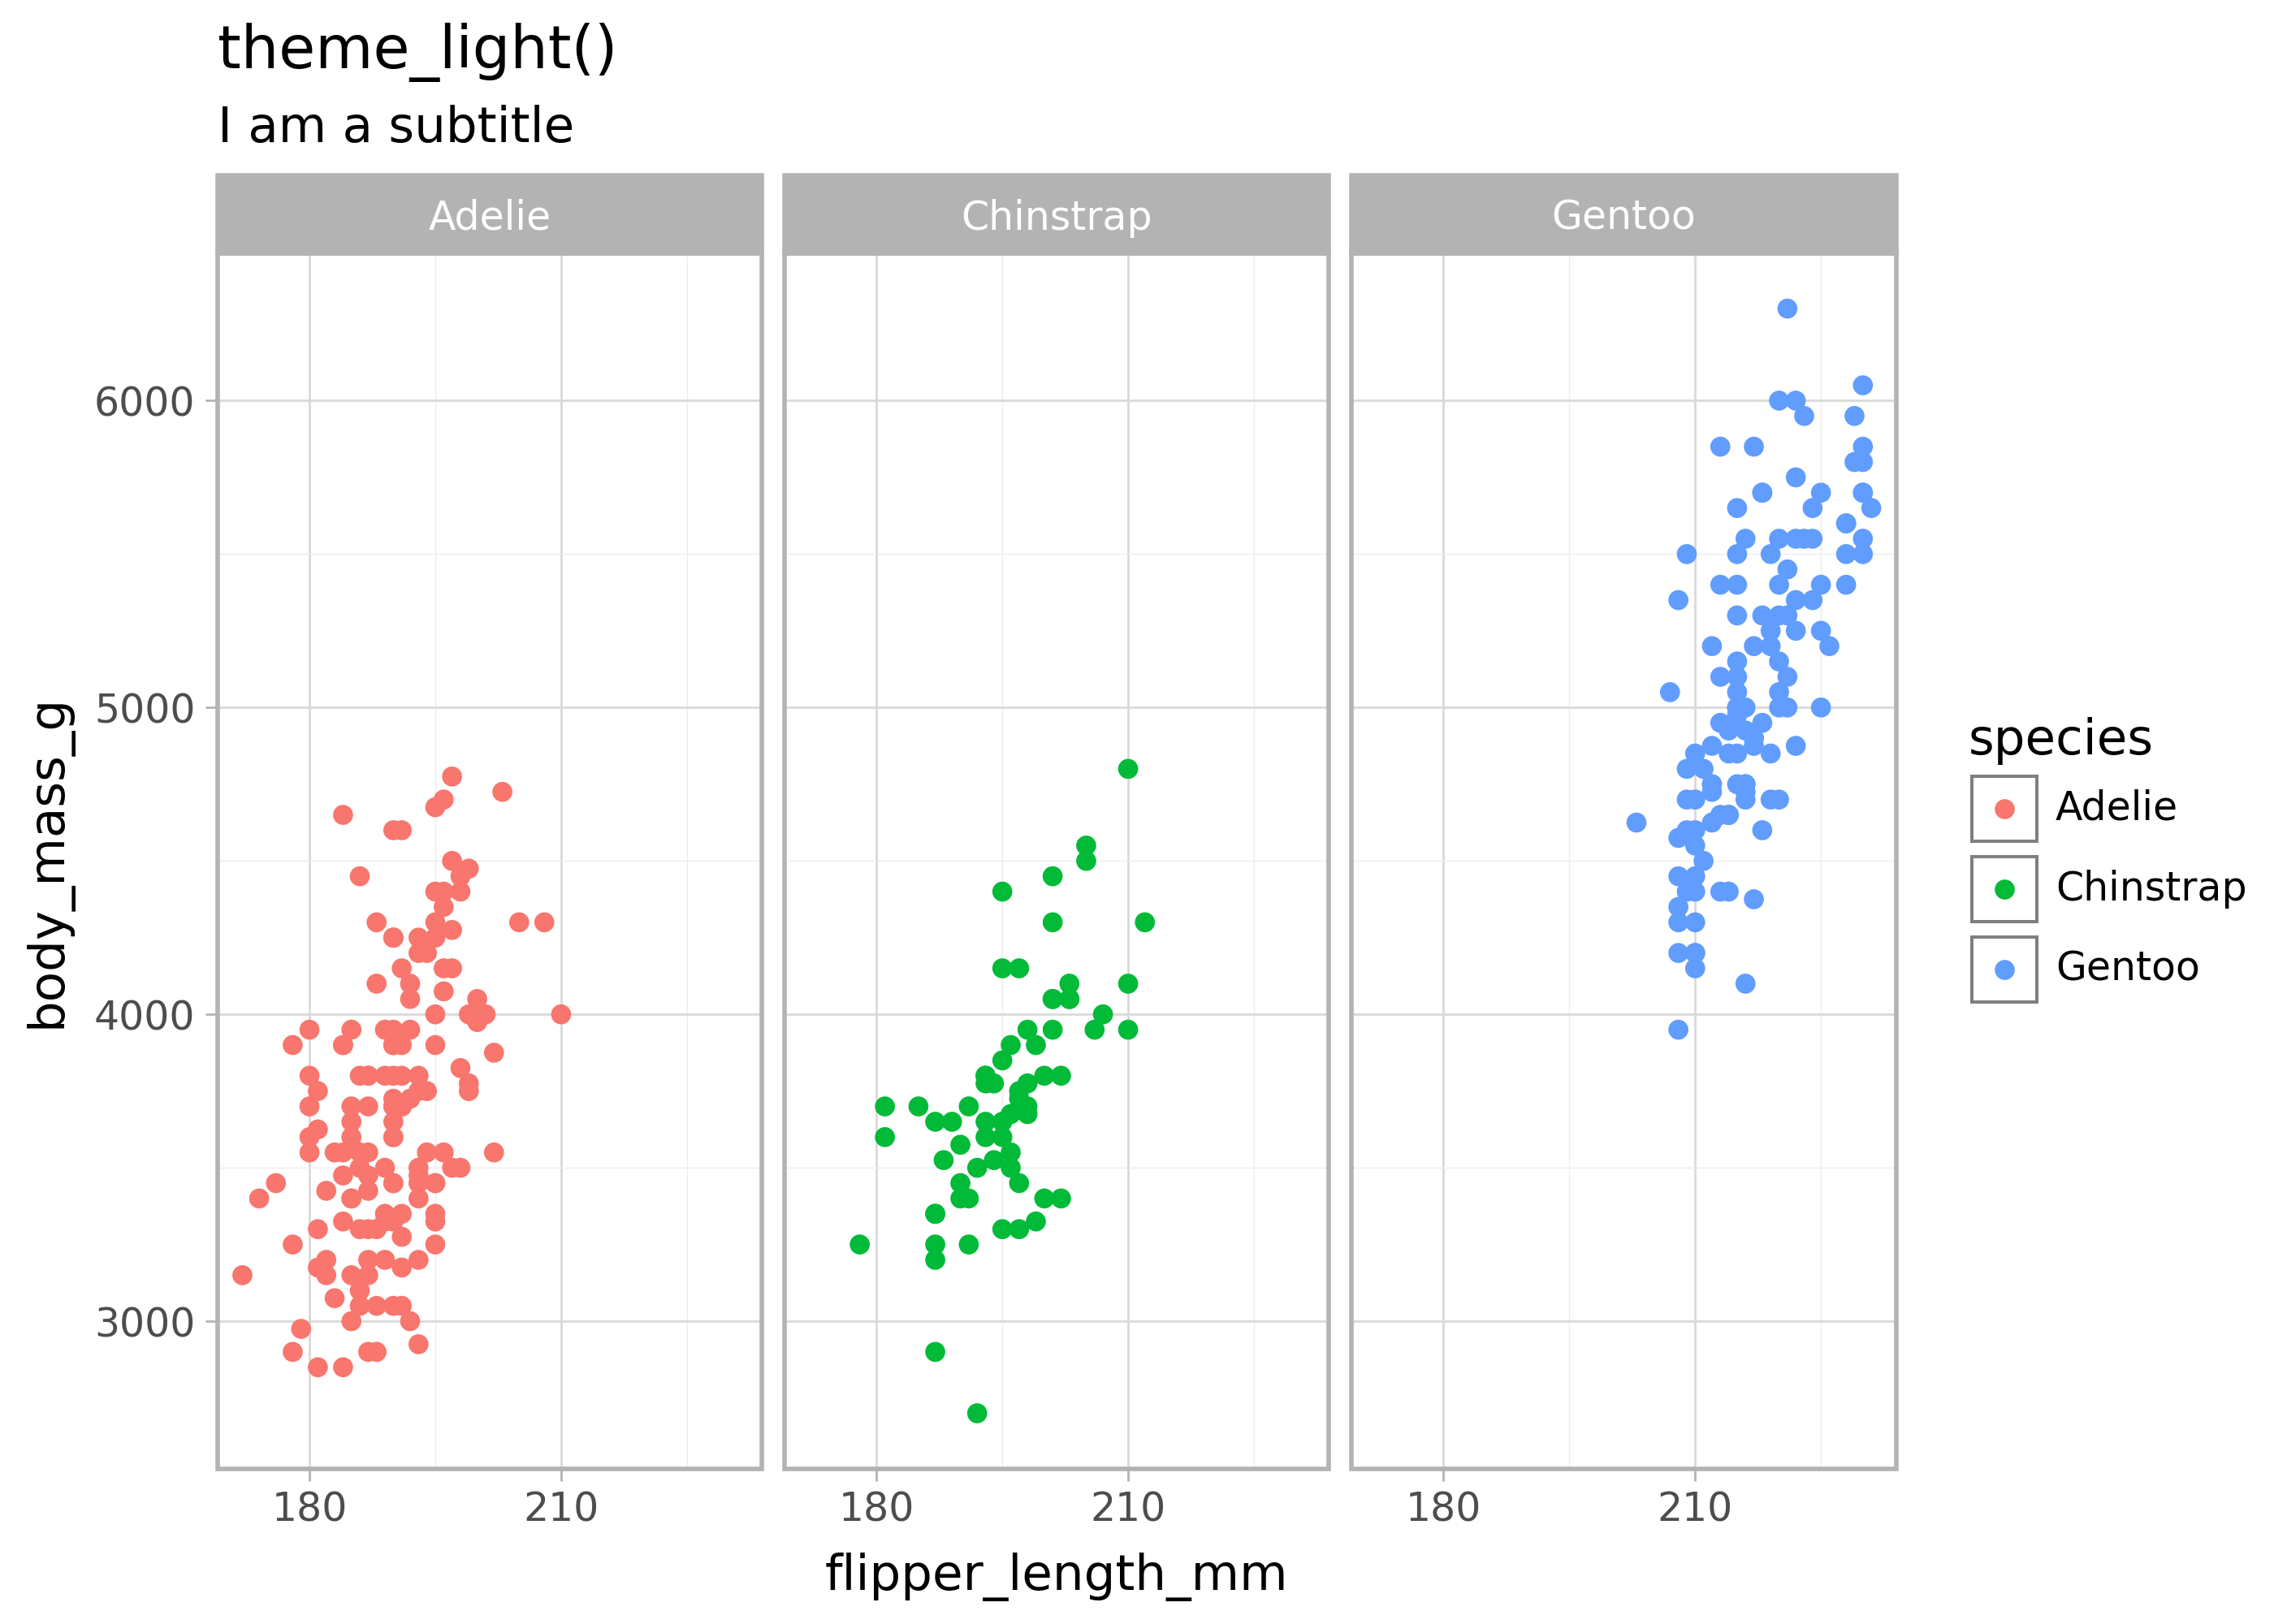 theme_light()
I am a subtitle
Adelie
Chinstrap
Gentoo
6000
5000
4000
3000
body_mass_g
180
210
180
210
180
210
flipper_length_mm
species
Adelie
Chinstrap
Gentoo